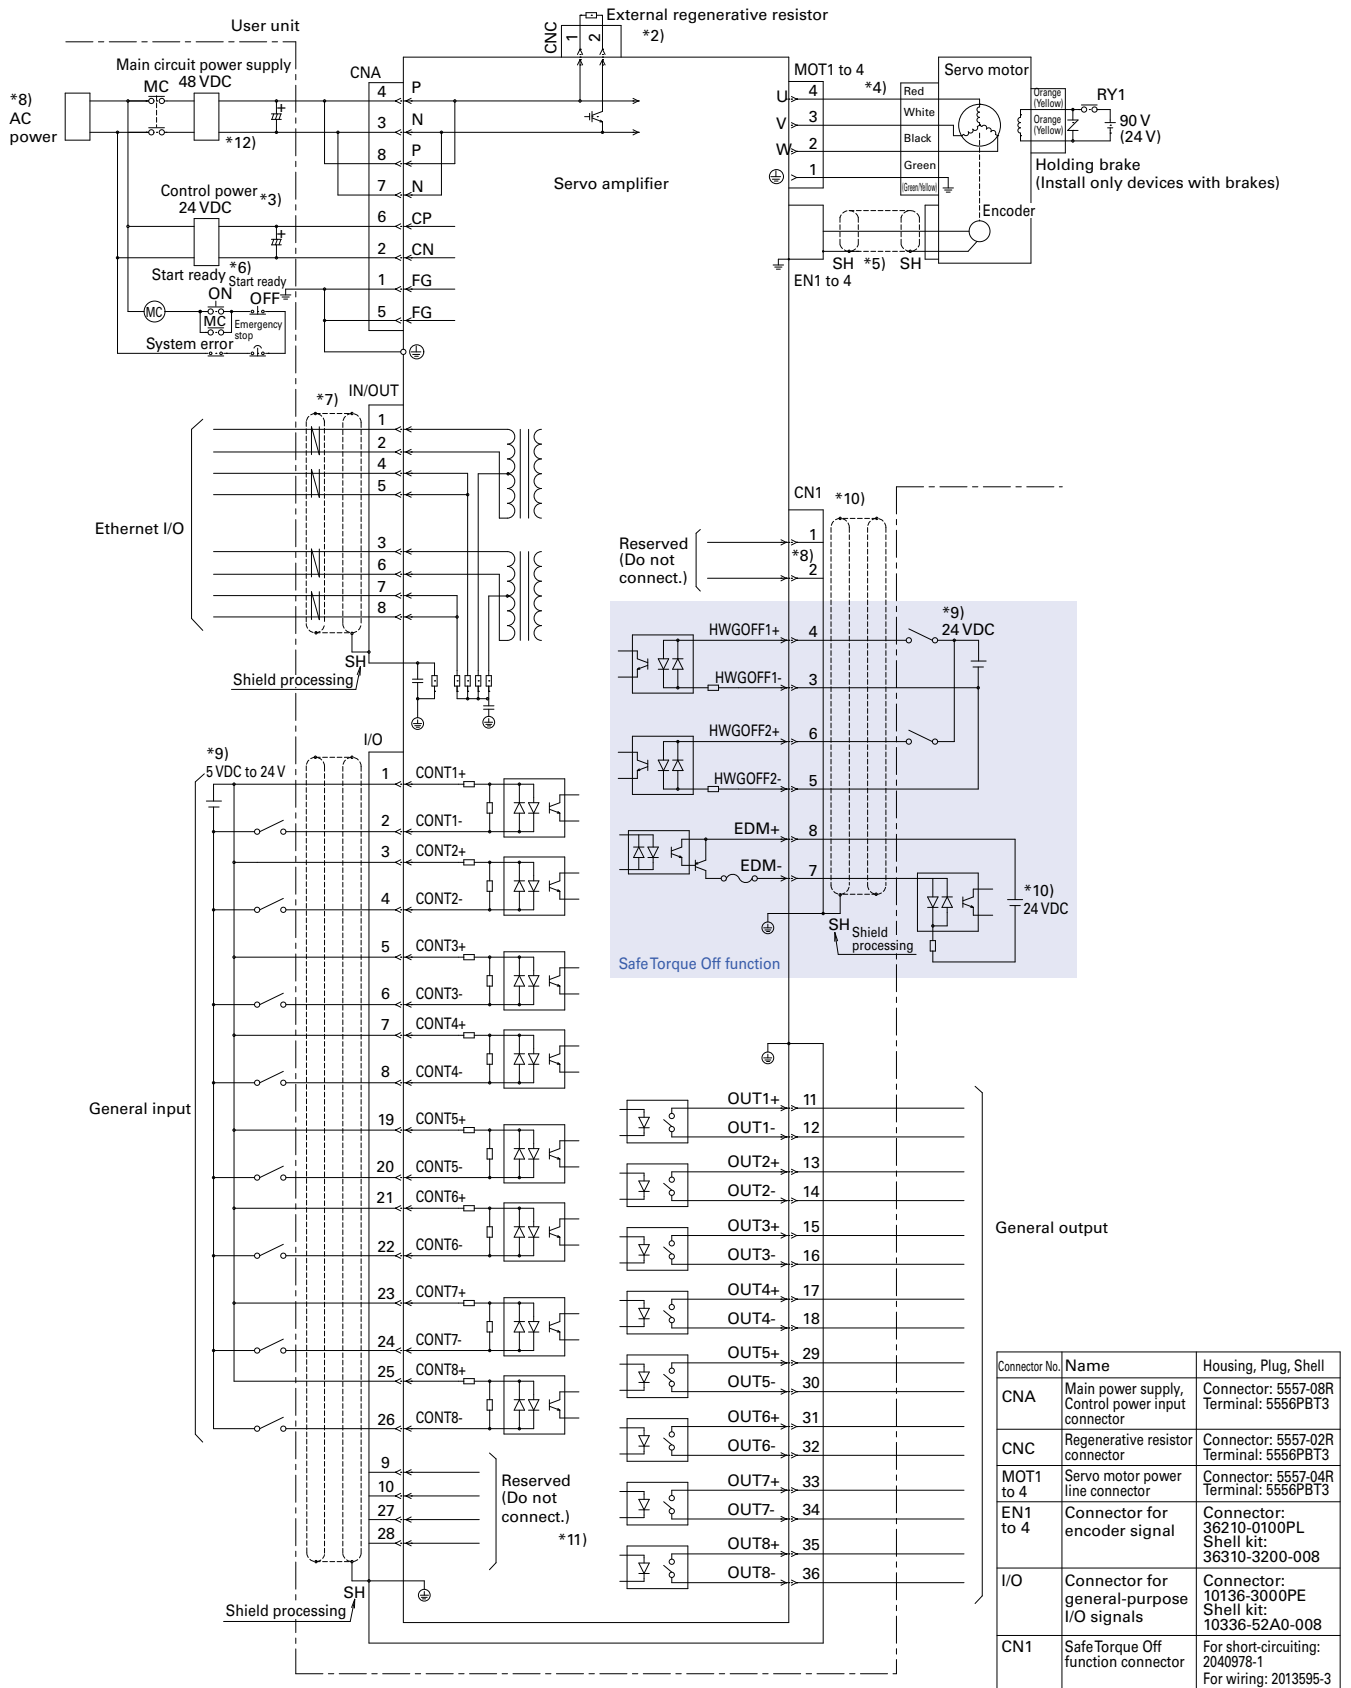 User unit
External regenerative resistor
*2)
CNC
1
2
Main circuit power supply
48 VDC
MC
*8)
AC
power
*12)
CNA
4 P
3 N
8 P
7 N
Control power *3)
24 VDC
6 CP
2 CN
Start ready *6)
ON
Start ready
OFF
1 FG
5 FG
MC
MC
Emergency
stop
System error
Servo amplifier
MOT1 to 4
U 4 *4) Red
V 3 White
W 2 Black
1 Green
(Green/Yellow)
Servo motor
Orange
(Yellow)
Orange
(Yellow)
RY1
90 V
(24 V)
Holding brake
(Install only devices with brakes)
Encoder
SH *5) SH
EN1 to 4
*7)
IN/OUT
1
2
4
5
Ethernet I/O
3
6
7
8
SH
Shield processing
CN1 *10)
Reserved
(Do not
connect.)
1
*8)
2
HWGOFF1+ 4
*9)
24 VDC
HWGOFF1- 3
HWGOFF2+ 6
HWGOFF2- 5
EDM+ 8
EDM- 7
*10)
24 VDC
SH Shield
processing
Safe Torque Off function
I/O
*9)
5 VDC to 24 V
1 CONT1+
2 CONT1-
3 CONT2+
4 CONT2-
5 CONT3+
6 CONT3-
7 CONT4+
8 CONT4-
General input
19 CONT5+
20 CONT5-
21 CONT6+
22 CONT6-
23 CONT7+
24 CONT7-
25 CONT8+
26 CONT8-
9
10
27
28
Reserved
(Do not
connect.)
*11)
SH
Shield processing
OUT1+ 11
OUT1- 12
OUT2+ 13
OUT2- 14
OUT3+ 15
OUT3- 16
General output
OUT4+ 17
OUT4- 18
OUT5+ 29
OUT5- 30
OUT6+ 31
OUT6- 32
OUT7+ 33
OUT7- 34
OUT8+ 35
OUT8- 36
Connector No. Name Housing, Plug, Shell
CNA Main power supply,
Control power input
connector
Connector: 5557-08R
Terminal: 5556PBT3
CNC Regenerative resistor
connector
Connector: 5557-02R
Terminal: 5556PBT3
MOT1
to 4
Servo motor power
line connector
Connector: 5557-04R
Terminal: 5556PBT3
EN1
to 4
Connector for
encoder signal
Connector:
36210-0100PL
Shell kit:
36310-3200-008
I/O Connector for
general-purpose
I/O signals
Connector:
10136-3000PE
Shell kit:
10336-52A0-008
CN1 Safe Torque Off
function connector
For short-circuiting:
2040978-1
For wiring: 2013595-3